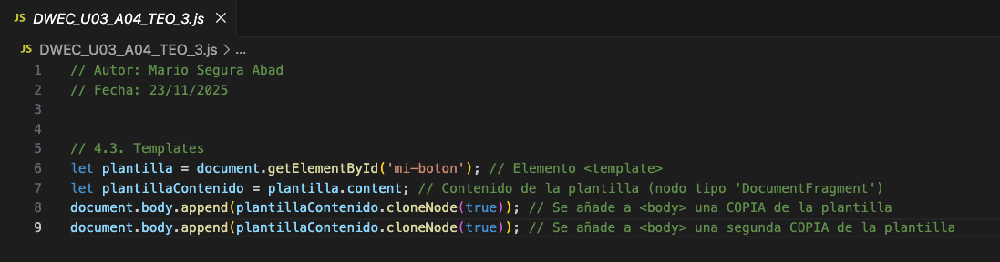 JS DWEC_U03_A04_TEO_3.js ×
JS DWEC_U03_A04_TEO_3.js > ...
1 // Autor: Mario Segura Abad
2 // Fecha: 23/11/2025
3
4
5 // 4.3. Templates
6 let plantilla = document.getElementById('mi-boton'); // Elemento <template>
7 let plantillaContenido = plantilla.content; // Contenido de la plantilla (nodo tipo 'DocumentFragment')
8 document.body.append(plantillaContenido.cloneNode(true)); // Se añade a <body> una COPIA de la plantilla
9 document.body.append(plantillaContenido.cloneNode(true)); // Se añade a <body> una segunda COPIA de la plantilla